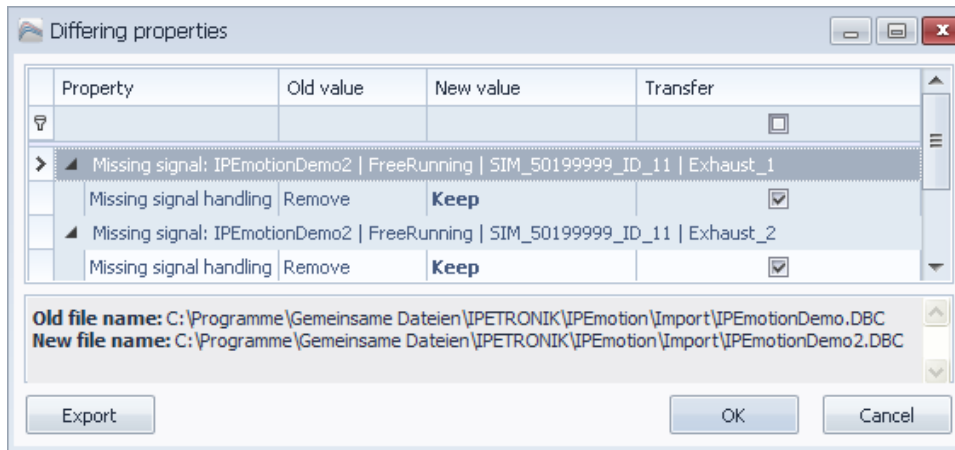 Differing properties
Property Old value New value Transfer
Missing signal: IPEmotionDemo2 | FreeRunning | SIM_50199999_ID_11 | Exhaust_1
Missing signal handling Remove Keep
Missing signal: IPEmotionDemo2 | FreeRunning | SIM_50199999_ID_11 | Exhaust_2
Missing signal handling Remove Keep
Old file name: C:\Programme\Gemeinsame Dateien\IPETRONIK\IPEmotion\Import\IPEmotionDemo.DBC
New file name: C:\Programme\Gemeinsame Dateien\IPETRONIK\IPEmotion\Import\IPEmotionDemo2.DBC
Export OK Cancel